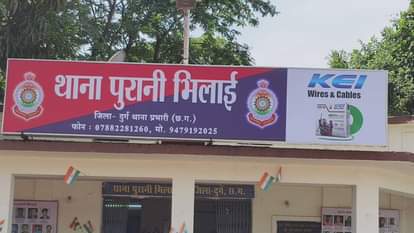 थाना पुरानी भिलाई
जिला- दुर्ग थाना प्रभारी (छ.ग.)
फोन : 07882281260, मो. 9479192025
KEI
Wires & Cables
थाना पुरानी भिलाई जिला-दुर्ग, छ.ग.